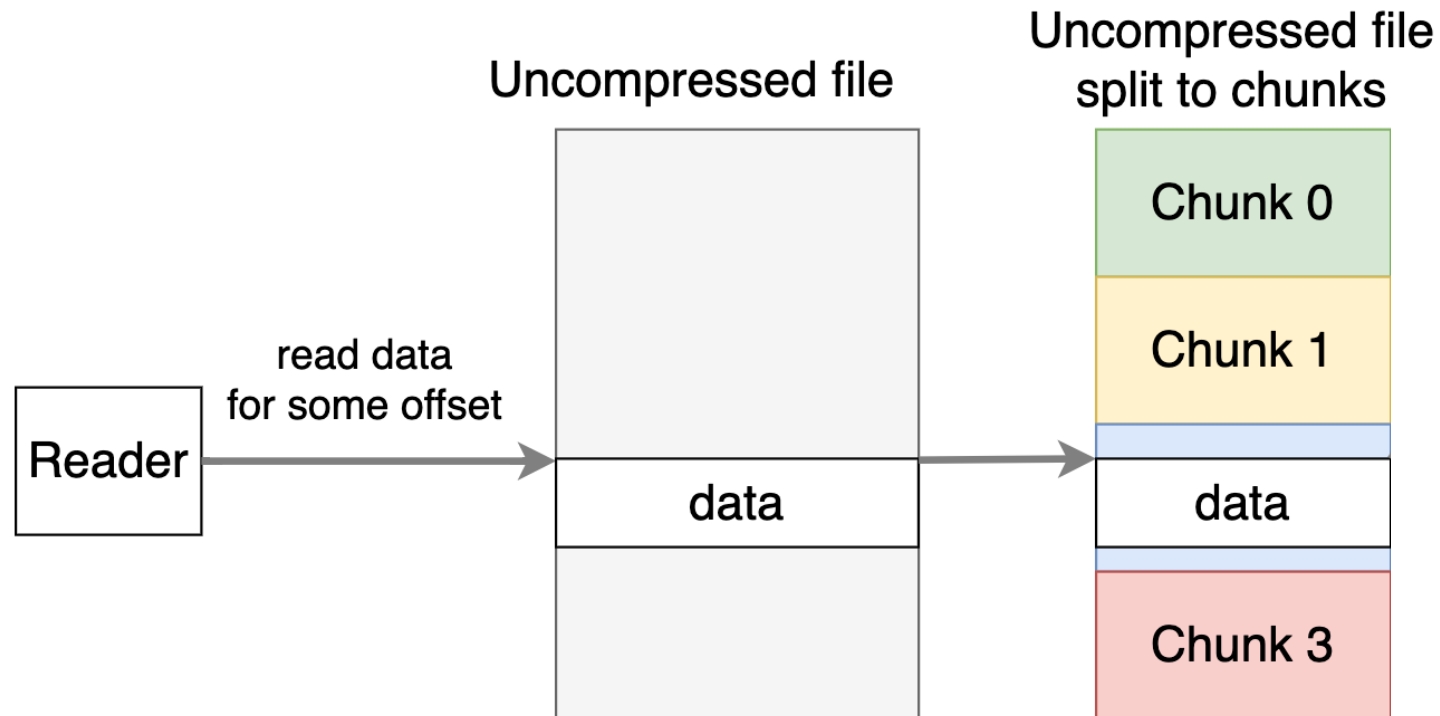 Uncompressed file
Uncompressed file
split to chunks
Chunk 0
Chunk 1
read data
for some offset
Reader
data
data
Chunk 3